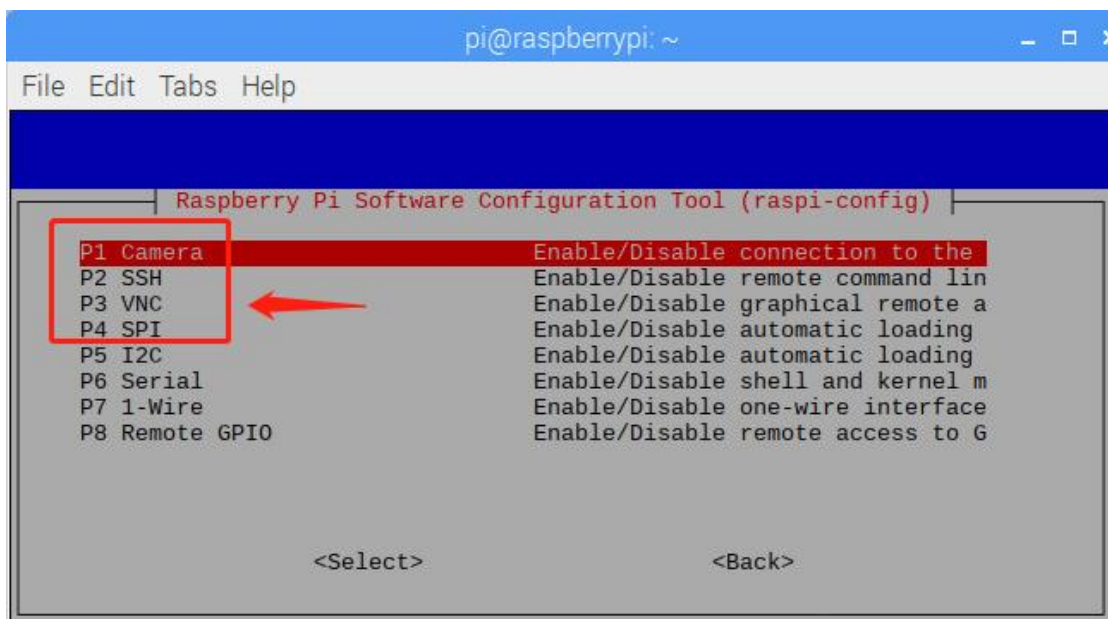 pi@raspberrypi: ~
File Edit Tabs Help
Raspberry Pi Software Configuration Tool (raspi-config)
P1 Camera Enable/Disable connection to the
P2 SSH Enable/Disable remote command lin
P3 VNC Enable/Disable graphical remote a
P4 SPI Enable/Disable automatic loading
P5 I2C Enable/Disable automatic loading
P6 Serial Enable/Disable shell and kernel m
P7 1-Wire Enable/Disable one-wire interface
P8 Remote GPIO Enable/Disable remote access to G
<Select> <Back>